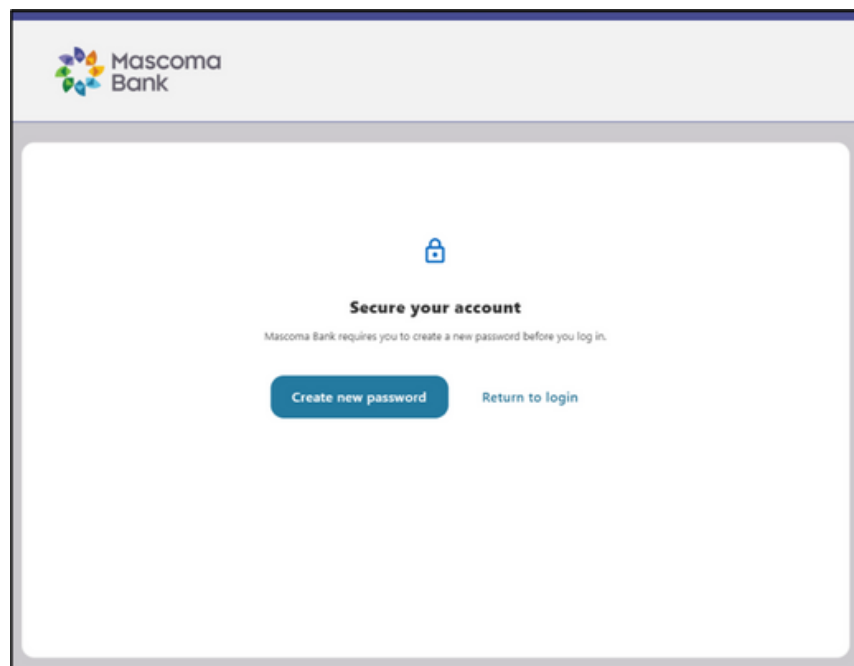 Mascoma
Bank
Secure your account
Mascoma Bank requires you to create a new password before you log in.
Create new password
Return to login